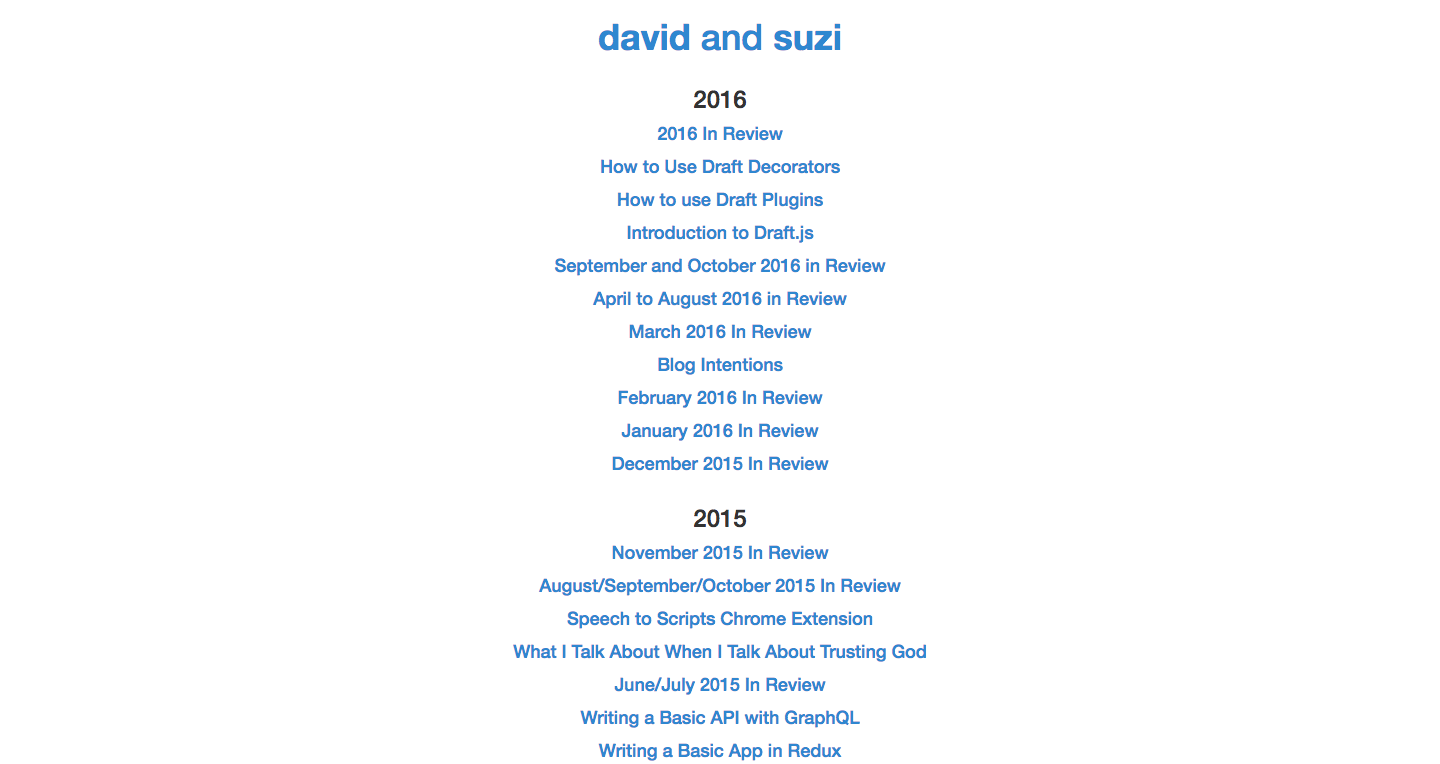 david and suzi
2016
2016 In Review
How to Use Draft Decorators
How to use Draft Plugins
Introduction to Draft.js
September and October 2016 in Review
April to August 2016 in Review
March 2016 In Review
Blog Intentions
February 2016 In Review
January 2016 In Review
December 2015 In Review
2015
November 2015 In Review
August/September/October 2015 In Review
Speech to Scripts Chrome Extension
What I Talk About When I Talk About Trusting God
June/July 2015 In Review
Writing a Basic API with GraphQL
Writing a Basic App in Redux